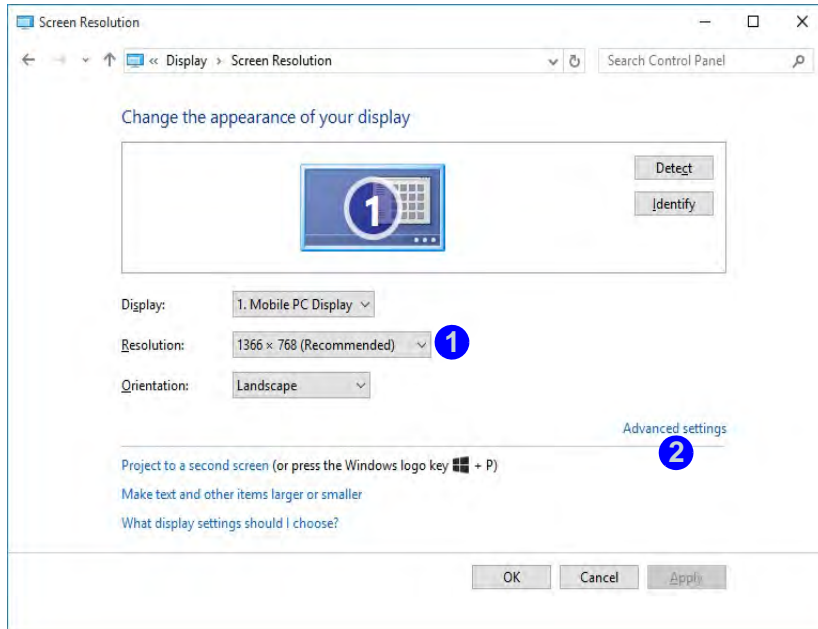 Screen Resolution
« Display › Screen Resolution
Search Control Panel
Change the appearance of your display
1
Detect
Identify
Display: 1. Mobile PC Display
Resolution: 1366 × 768 (Recommended) 1
Orientation: Landscape
Advanced settings
2
Project to a second screen (or press the Windows logo key + P)
Make text and other items larger or smaller
What display settings should I choose?
OK Cancel Apply